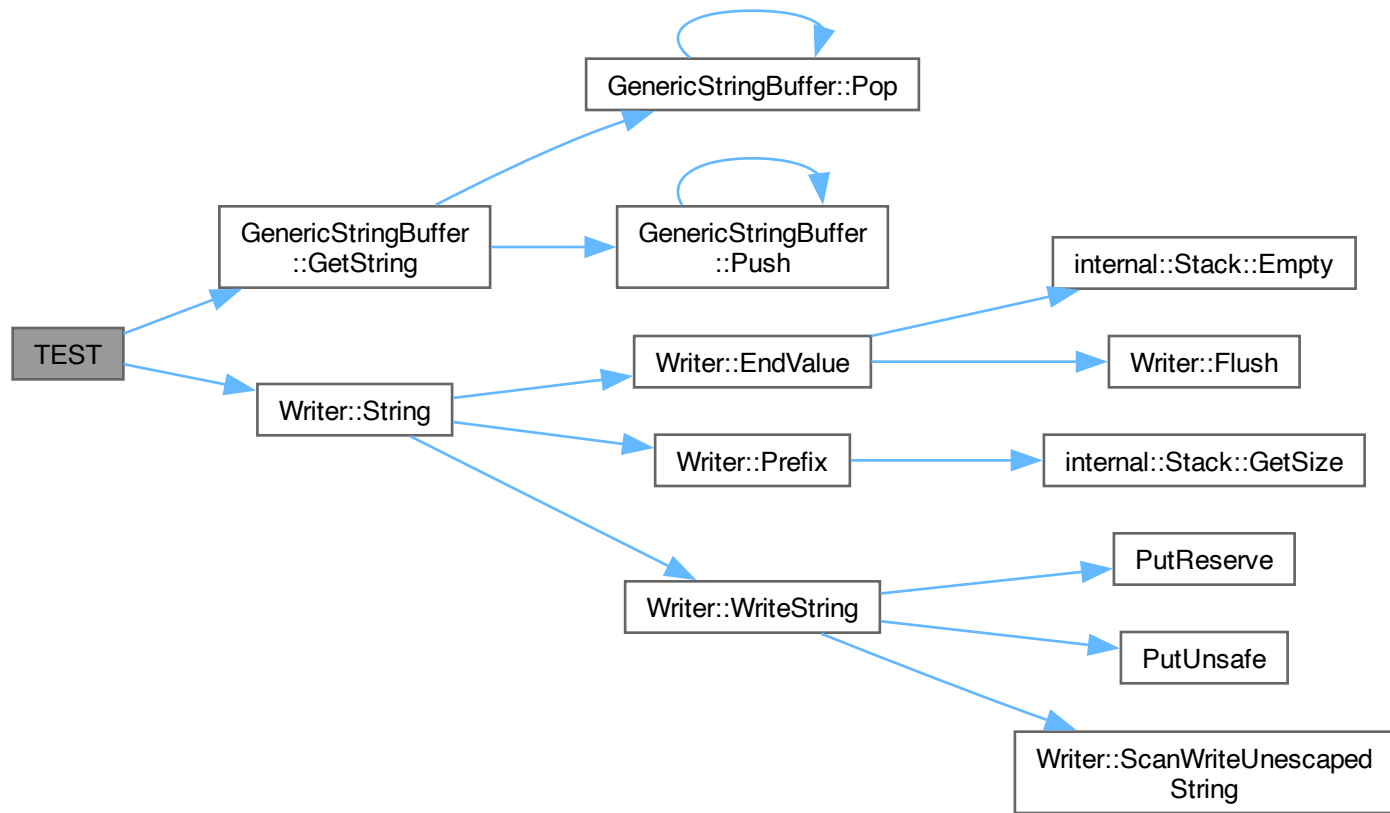 GenericStringBuffer::Pop
GenericStringBuffer
::GetString
GenericStringBuffer
::Push
TEST
Writer::String
internal::Stack::Empty
Writer::EndValue
Writer::Flush
Writer::Prefix
internal::Stack::GetSize
Writer::WriteString
PutReserve
PutUnsafe
Writer::ScanWriteUnescaped
String